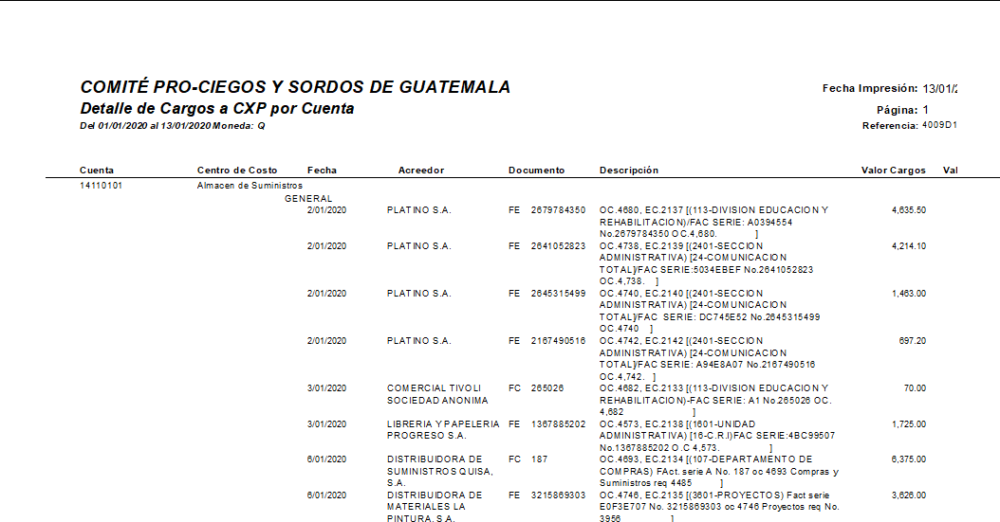 COMITÉ PRO-CIEGOS Y SORDOS DE GUATEMALA
Fecha Impresión: 13/01/2
Detalle de Cargos a CXP por Cuenta
Página: 1
Del 01/01/2020 al 13/01/2020 Moneda: Q
Referencia: 4009D1
Cuenta Centro de Costo Fecha Acreedor Documento Descripción Valor Cargos Val
14110101 Almacen de Suministros
GENERAL
2/01/2020 PLATINO S.A. FE 2679784350 OC.4680, EC.2137 [(113-DIVISION EDUCACION Y 4,635.50
REHABILITACION)/FAC SERIE: A0394554
No.2679784350 OC.4,680. ]
2/01/2020 PLATINO S.A. FE 2641052823 OC.4738, EC.2139 [(2401-SECCION 4,214.10
ADMINISTRATIVA) [24-COMUNICACION
TOTAL]/FAC SERIE:5034EBEF No.2641052823
OC.4,738. ]
2/01/2020 PLATINO S.A. FE 2645315499 OC.4740, EC.2140 [(2401-SECCION 1,463.00
ADMINISTRATIVA) [24-COMUNICACION
TOTAL]/FAC SERIE: DC745E52 No.2645315499
OC.4740 ]
2/01/2020 PLATINO S.A. FE 2167490516 OC.4742, EC.2142 [(2401-SECCION 697.20
ADMINISTRATIVA) [24-COMUNICACION
TOTAL]/FAC SERIE: A94E8A07 No.2167490516
OC.4,742. ]
3/01/2020 COMERCIAL TIVOLI FC 265026 OC.4682, EC.2133 [(113-DIVISION EDUCACION Y 70.00
SOCIEDAD ANONIMA REHABILITACION)-FAC SERIE: A1 No.265026 OC.
4,682 ]
3/01/2020 LIBRERIA Y PAPELERIA FE 1367885202 OC.4573, EC.2138 [(1601-UNIDAD 1,725.00
PROGRESO S.A. ADMINISTRATIVA) [16-C.R.I)FAC SERIE:4BC99507
No.1367885202 O.C 4,573. ]
6/01/2020 DISTRIBUIDORA DE FC 187 OC.4693, EC.2134 [(107-DEPARTAMENTO DE 6,375.00
SUMINISTROS QUISA, COMPRAS) FAct. serie A No. 187 oc 4693 Compras y
S.A. Suministros req 4485 ]
6/01/2020 DISTRIBUIDORA DE FE 3215869303 OC.4746, EC.2135 [(3601-PROYECTOS) Fact serie 3,626.00
MATERIALES LA E0F3E707 No. 3215869303 oc 4746 Proyectos req No.
PINTURA. S.A. 3956 ]